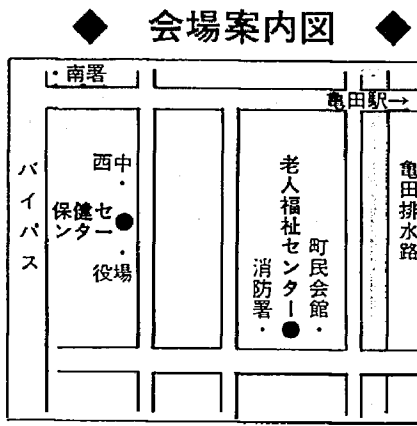 ◆ 会場案内図 ◆
・南署
亀田駅→
バイパス
西中・
保健センター●
・役場
老人福祉センター●
町民会館・
消防署・
亀田排水路